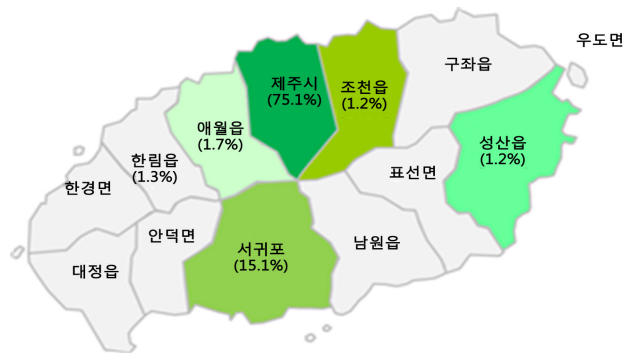 우도면
구좌읍
제주시
(75.1%)
조천읍
(1.2%)
애월읍
(1.7%)
성산읍
(1.2%)
한림읍
(1.3%)
표선면
한경면
안덕면
서귀포
(15.1%)
남원읍
대정읍